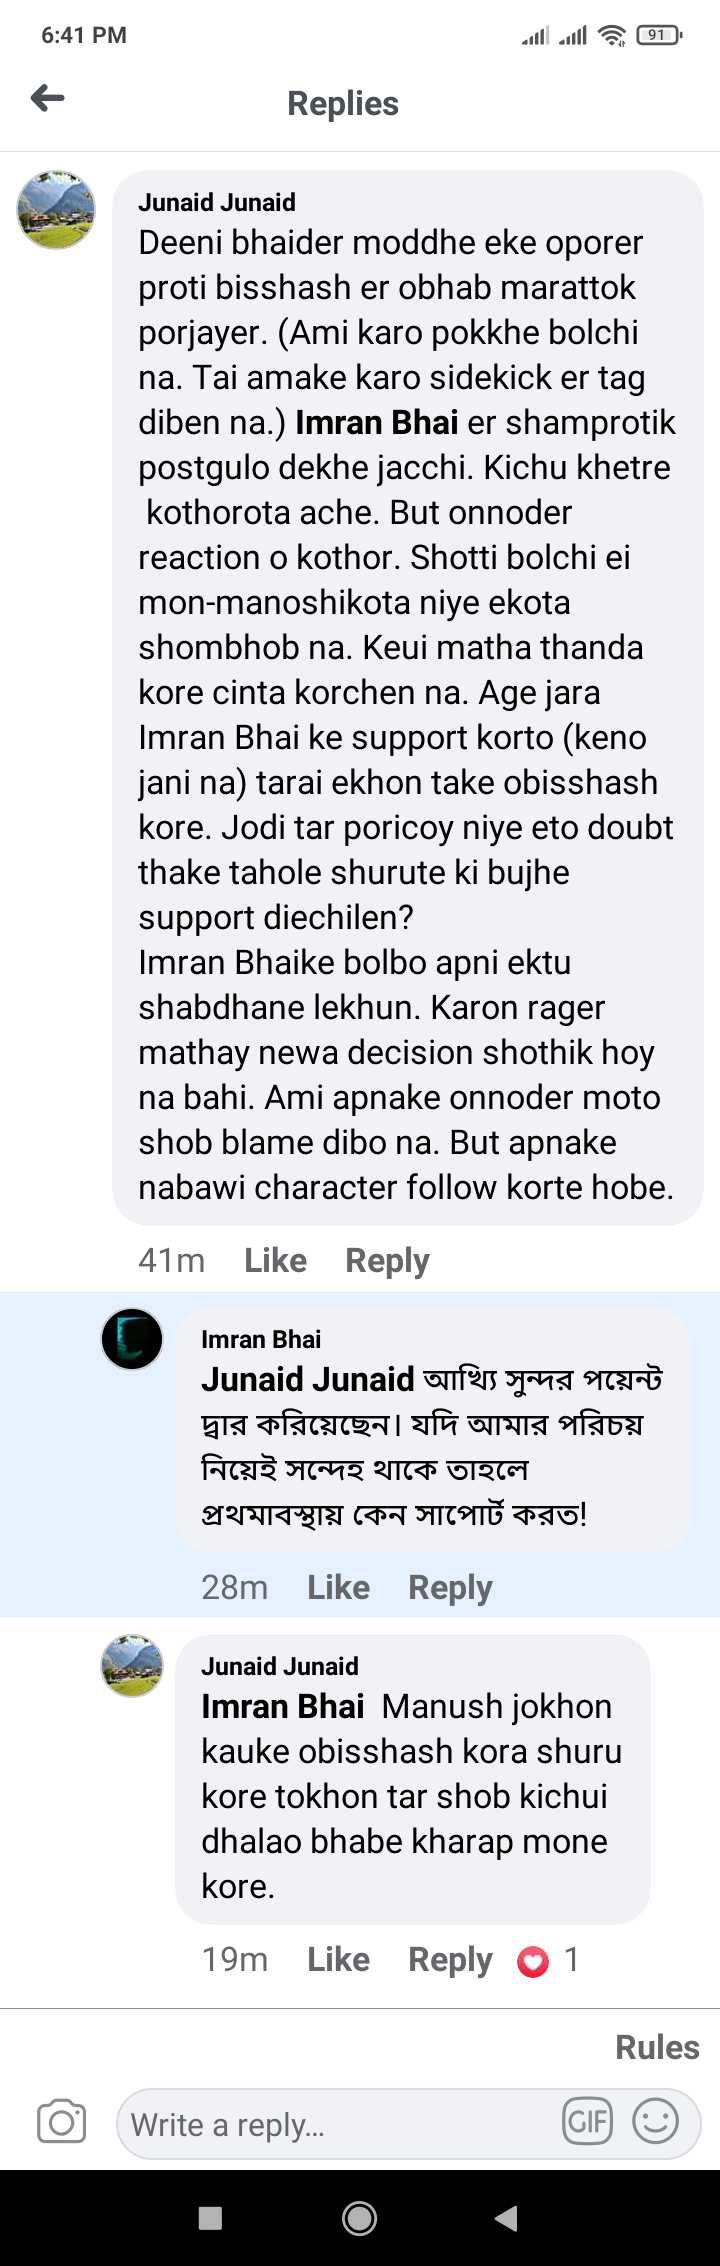 6:41 PM
91
Replies
Junaid Junaid
Deeni bhaider moddhe eke oporer
proti bisshash er obhab marattok
porjayer. (Ami karo pokkhe bolchi
na. Tai amake karo sidekick er tag
diben na.) Imran Bhai er shamprotik
postgulo dekhe jacchi. Kichu khetre
kothorota ache. But onnoder
reaction o kothor. Shotti bolchi ei
mon-manoshikota niye ekota
shombhob na. Keui matha thanda
kore cinta korchen na. Age jara
Imran Bhai ke support korto (keno
jani na) tarai ekhon take obisshash
kore. Jodi tar poricoy niye eto doubt
thake tahole shurute ki bujhe
support diechilen?
Imran Bhaike bolbo apni ektu
shabdhane lekhun. Karon rager
mathay newa decision shothik hoy
na bahi. Ami apnake onnoder moto
shob blame dibo na. But apnake
nabawi character follow korte hobe.
41m Like Reply
Imran Bhai
Junaid Junaid আখ্যি সুন্দর পয়েন্ট
দ্বার করিয়েছেন। যদি আমার পরিচয়
নিয়েই সন্দেহ থাকে তাহলে
প্রথমাবস্থায় কেন সাপোর্ট করত!
28m Like Reply
Junaid Junaid
Imran Bhai Manush jokhon
kauke obisshash kora shuru
kore tokhon tar shob kichui
dhalao bhabe kharap mone
kore.
19m Like Reply 1
Rules
Write a reply...
GIF